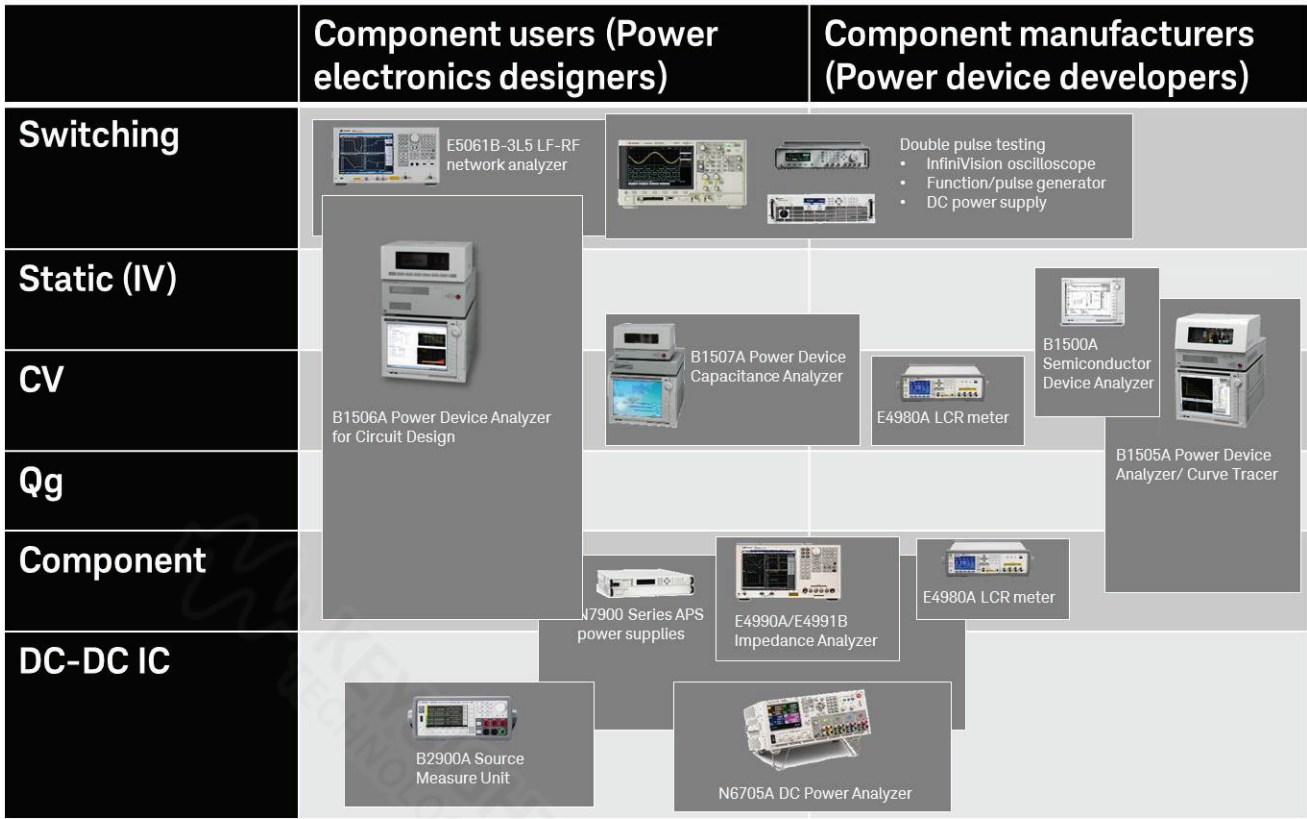 Component users (Power
electronics designers)
Component manufacturers
(Power device developers)
Switching
E5061B-3L5 LF-RF
network analyzer
Double pulse testing
• InfiniVision oscilloscope
• Function/pulse generator
• DC power supply
Static (IV)
B1500A
Semiconductor
Device Analyzer
B1507A Power Device
Capacitance Analyzer
CV
E4980A LCR meter
B1506A Power Device Analyzer
for Circuit Design
B1505A Power Device
Analyzer/ Curve Tracer
Qg
Component
N7900 Series APS
power supplies
E4990A/E4991B
Impedance Analyzer
E4980A LCR meter
DC-DC IC
B2900A Source
Measure Unit
N6705A DC Power Analyzer